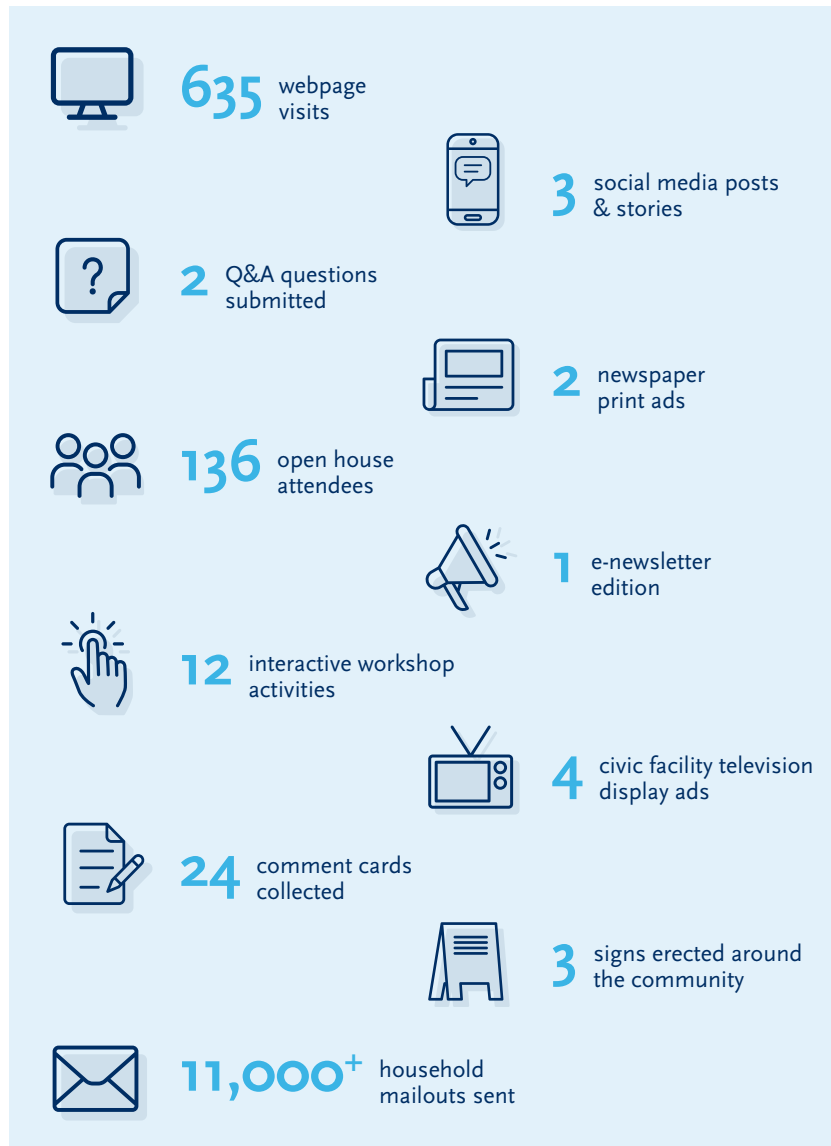 635 webpage
visits
3 social media posts
& stories
?
2 Q&A questions
submitted
2 newspaper
print ads
136 open house
attendees
1 e-newsletter
edition
12 interactive workshop
activities
4 civic facility television
display ads
24 comment cards
collected
3 signs erected around
the community
11,000+ household
mailouts sent